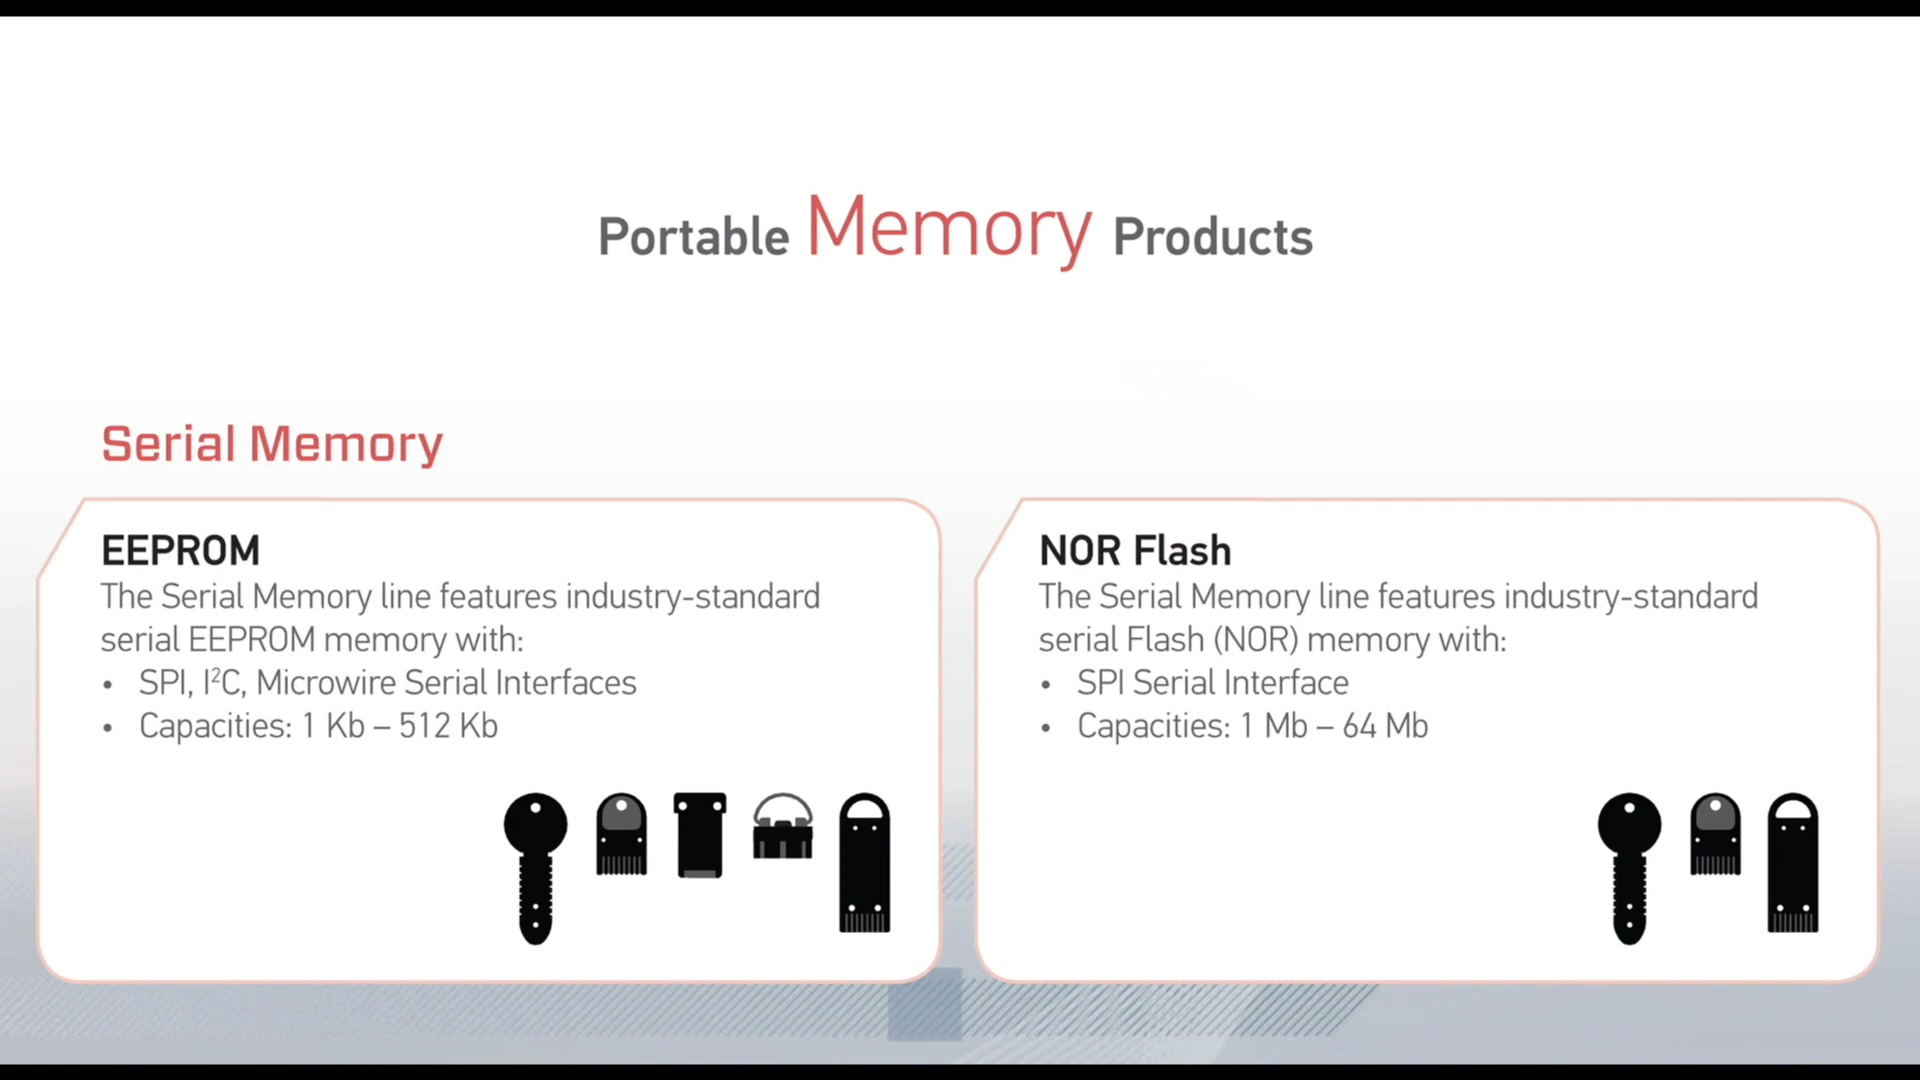 Portable Memory Products
Serial Memory
EEPROM
The Serial Memory line features industry-standard
serial EEPROM memory with:
• SPI, I²C, Microwire Serial Interfaces
• Capacities: 1 Kb – 512 Kb
NOR Flash
The Serial Memory line features industry-standard
serial Flash (NOR) memory with:
• SPI Serial Interface
• Capacities: 1 Mb – 64 Mb